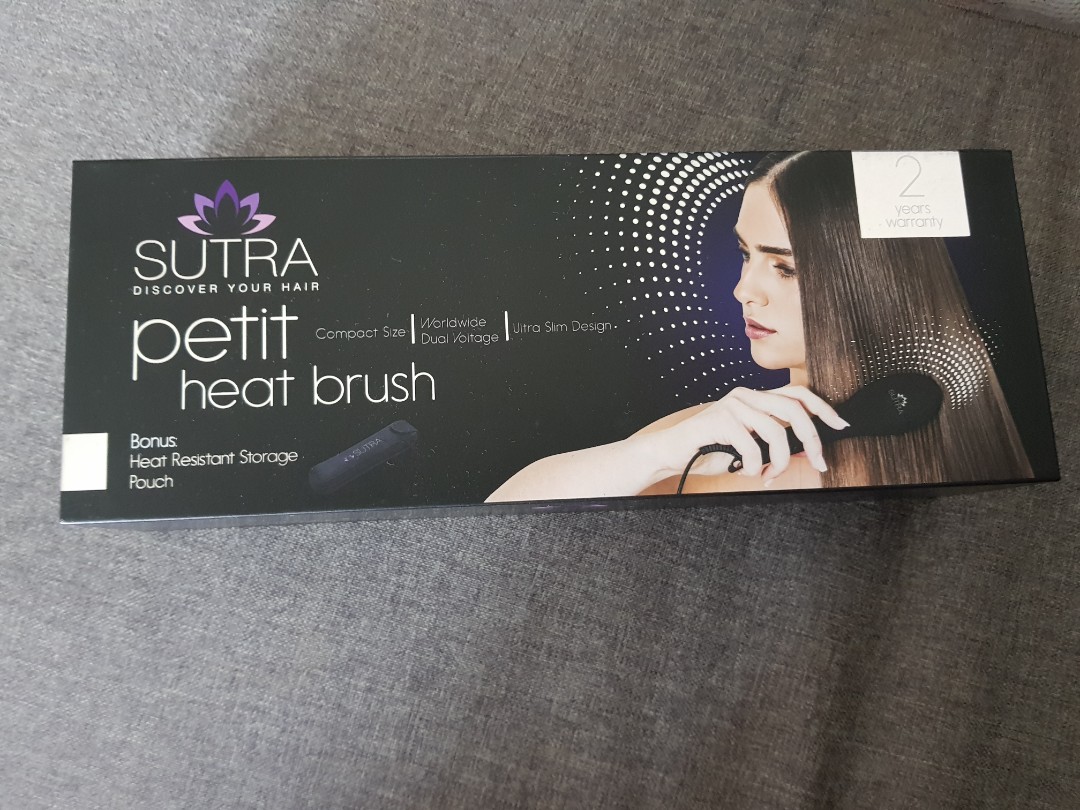 SUTRA
DISCOVER YOUR HAIR
petit
heat brush
Compact Size
Worldwide
Dual Voltage
Ultra Slim Design
Bonus:
Heat Resistant Storage
Pouch
SUTRA
SUTRA
2
years
warranty